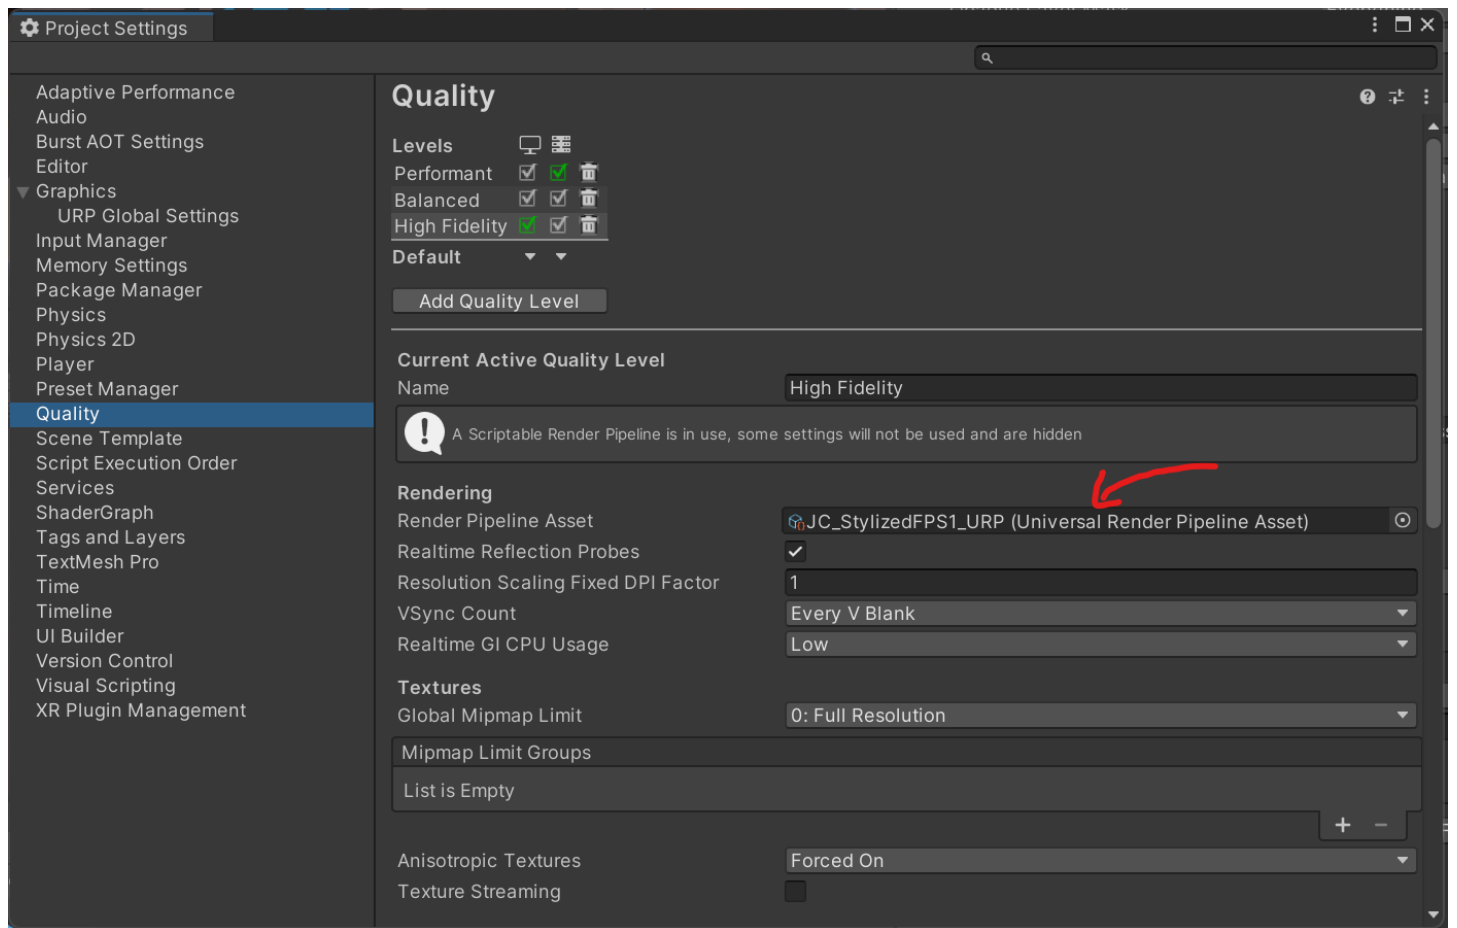 Project Settings
Adaptive Performance
Audio
Burst AOT Settings
Editor
Graphics
URP Global Settings
Input Manager
Memory Settings
Package Manager
Physics
Physics 2D
Player
Preset Manager
Quality
Scene Template
Script Execution Order
Services
ShaderGraph
Tags and Layers
TextMesh Pro
Time
Timeline
UI Builder
Version Control
Visual Scripting
XR Plugin Management
Quality
Levels
Performant
Balanced
High Fidelity
Default
Add Quality Level
Current Active Quality Level
Name High Fidelity
A Scriptable Render Pipeline is in use, some settings will not be used and are hidden
Rendering
Render Pipeline Asset JC_StylizedFPS1_URP (Universal Render Pipeline Asset)
Realtime Reflection Probes
Resolution Scaling Fixed DPI Factor 1
VSync Count Every V Blank
Realtime GI CPU Usage Low
Textures
Global Mipmap Limit 0: Full Resolution
Mipmap Limit Groups
List is Empty
Anisotropic Textures Forced On
Texture Streaming